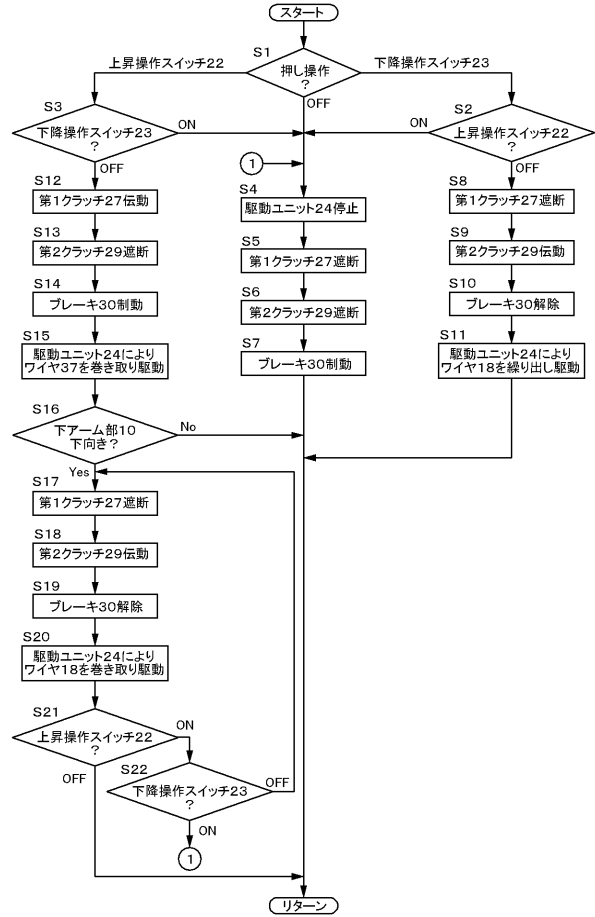 スタート
S1
押し操作
?
上昇操作スイッチ22
下降操作スイッチ23
OFF
S3
下降操作スイッチ23
?
ON
OFF
S2
上昇操作スイッチ22
?
ON
OFF
1
S12
第1クラッチ27伝動
S13
第2クラッチ29遮断
S14
ブレーキ30制動
S15
駆動ユニット24により
ワイヤ37を巻き取り駆動
S4
駆動ユニット24停止
S5
第1クラッチ27遮断
S6
第2クラッチ29遮断
S7
ブレーキ30制動
S8
第1クラッチ27遮断
S9
第2クラッチ29伝動
S10
ブレーキ30解除
S11
駆動ユニット24により
ワイヤ18を繰り出し駆動
S16
下アーム部10
下向き?
No
Yes
S17
第1クラッチ27遮断
S18
第2クラッチ29伝動
S19
ブレーキ30解除
S20
駆動ユニット24により
ワイヤ18を巻き取り駆動
S21
上昇操作スイッチ22
?
ON
OFF
S22
下降操作スイッチ23
?
OFF
ON
1
リターン